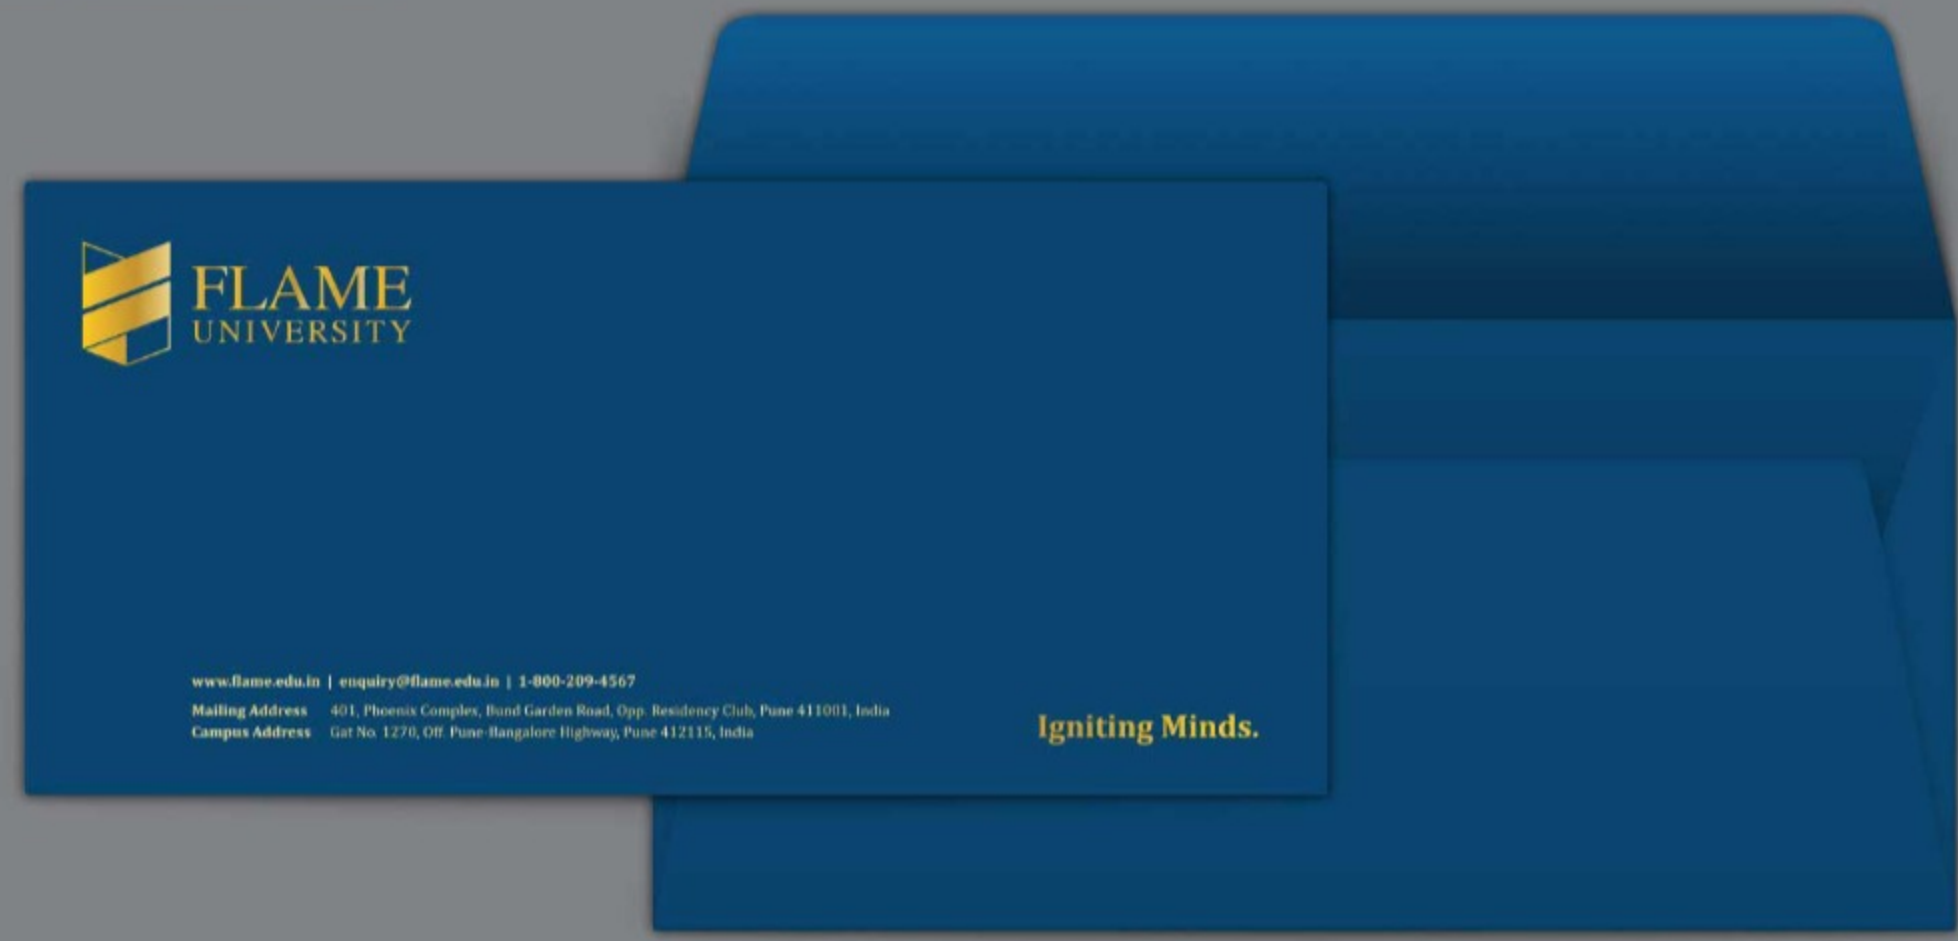 FLAME
UNIVERSITY
www.flame.edu.in | enquiry@flame.edu.in | 1-800-209-4567
Mailing Address 401, Phoenix Complex, Bund Garden Road, Opp. Residency Club, Pune 411001, India
Campus Address Gat No. 1270, Off. Pune-Bangalore Highway, Pune 412115, India
Igniting Minds.